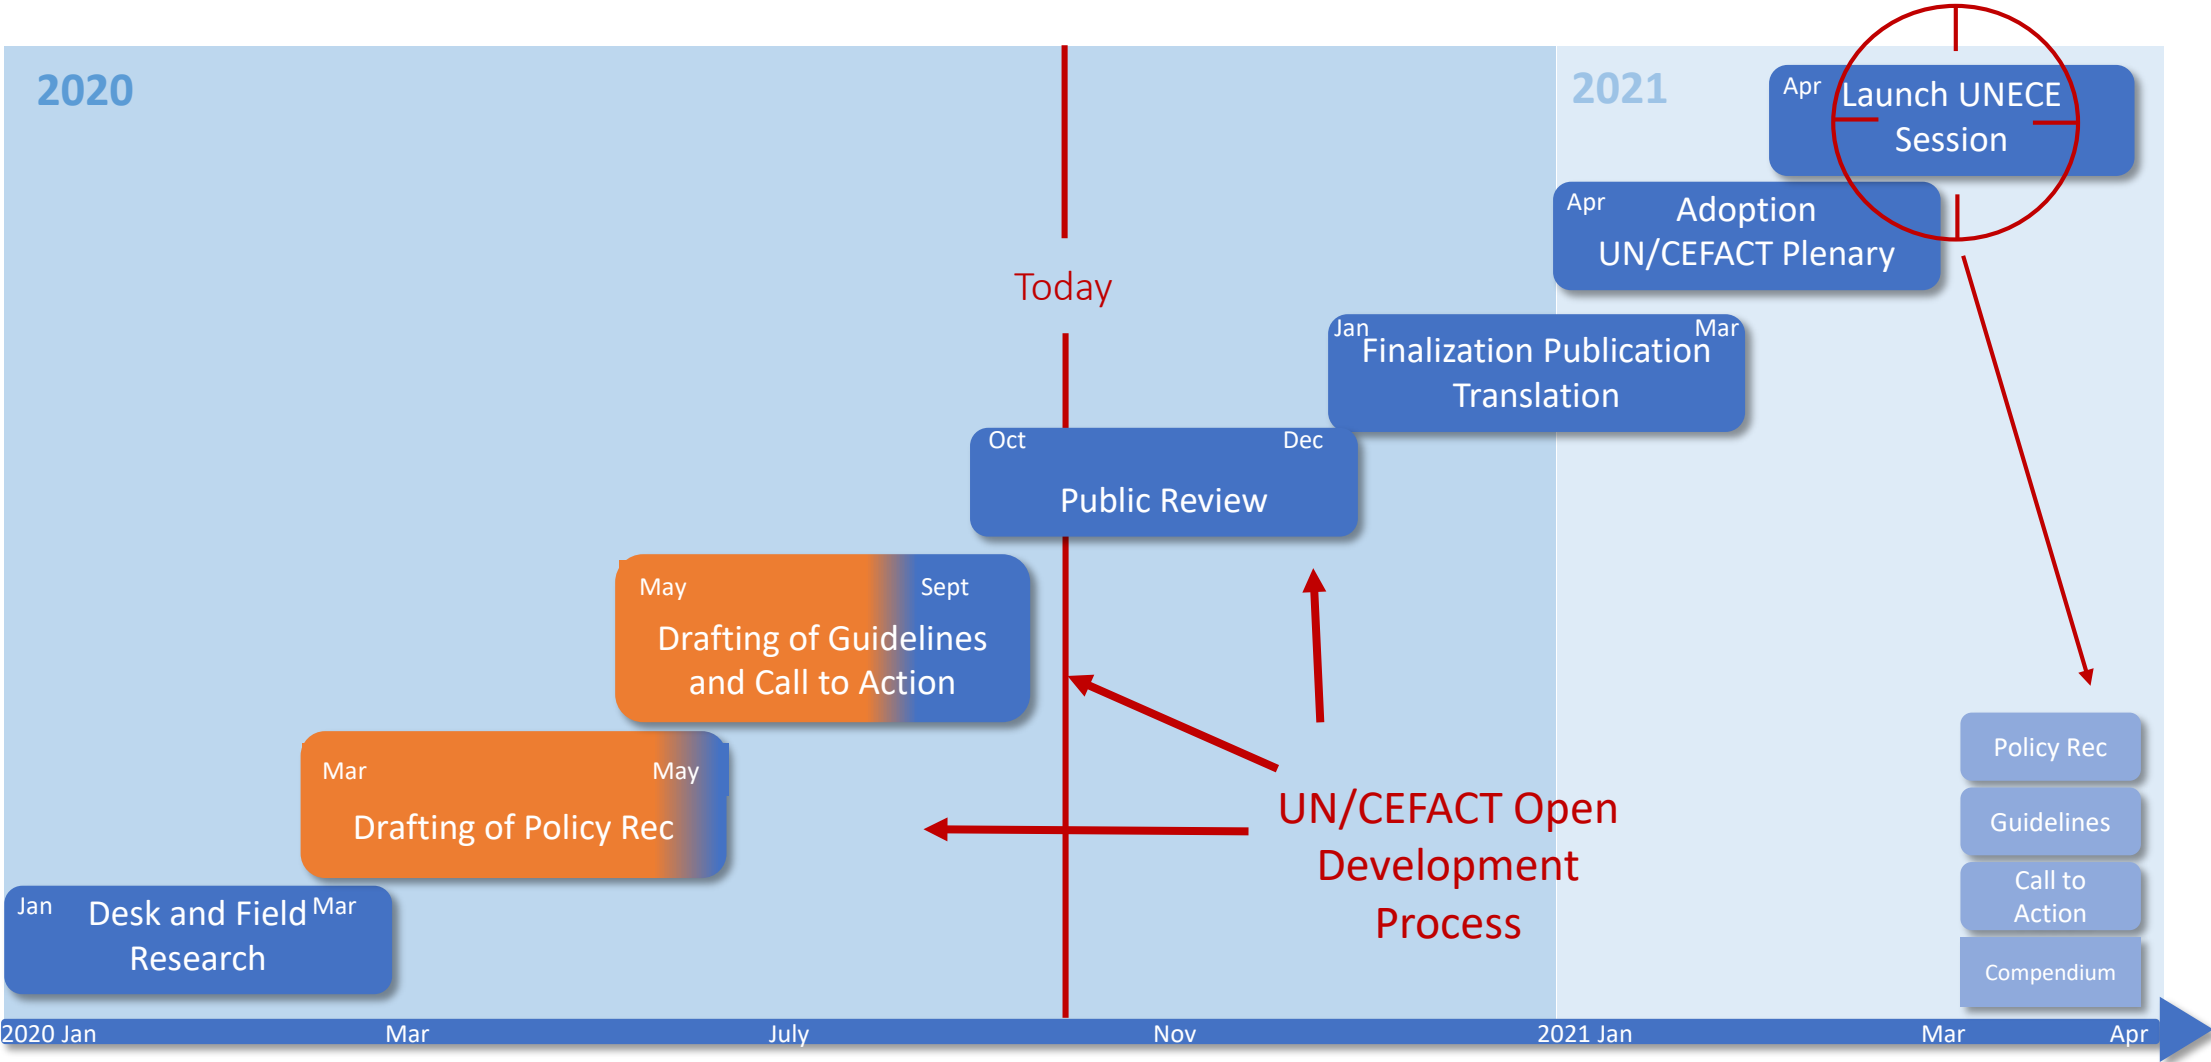 2020
2021
Apr
Launch UNECE
Session
Apr
Adoption
UN/CEFACT Plenary
Today
Jan
Mar
Finalization Publication
Translation
Oct
Dec
Public Review
May
Sept
Drafting of Guidelines
and Call to Action
Mar
May
Drafting of Policy Rec
UN/CEFACT Open
Development
Process
Jan
Mar
Desk and Field
Research
Policy Rec
Guidelines
Call to
Action
Compendium
2020 Jan
Mar
July
Nov
2021 Jan
Mar
Apr